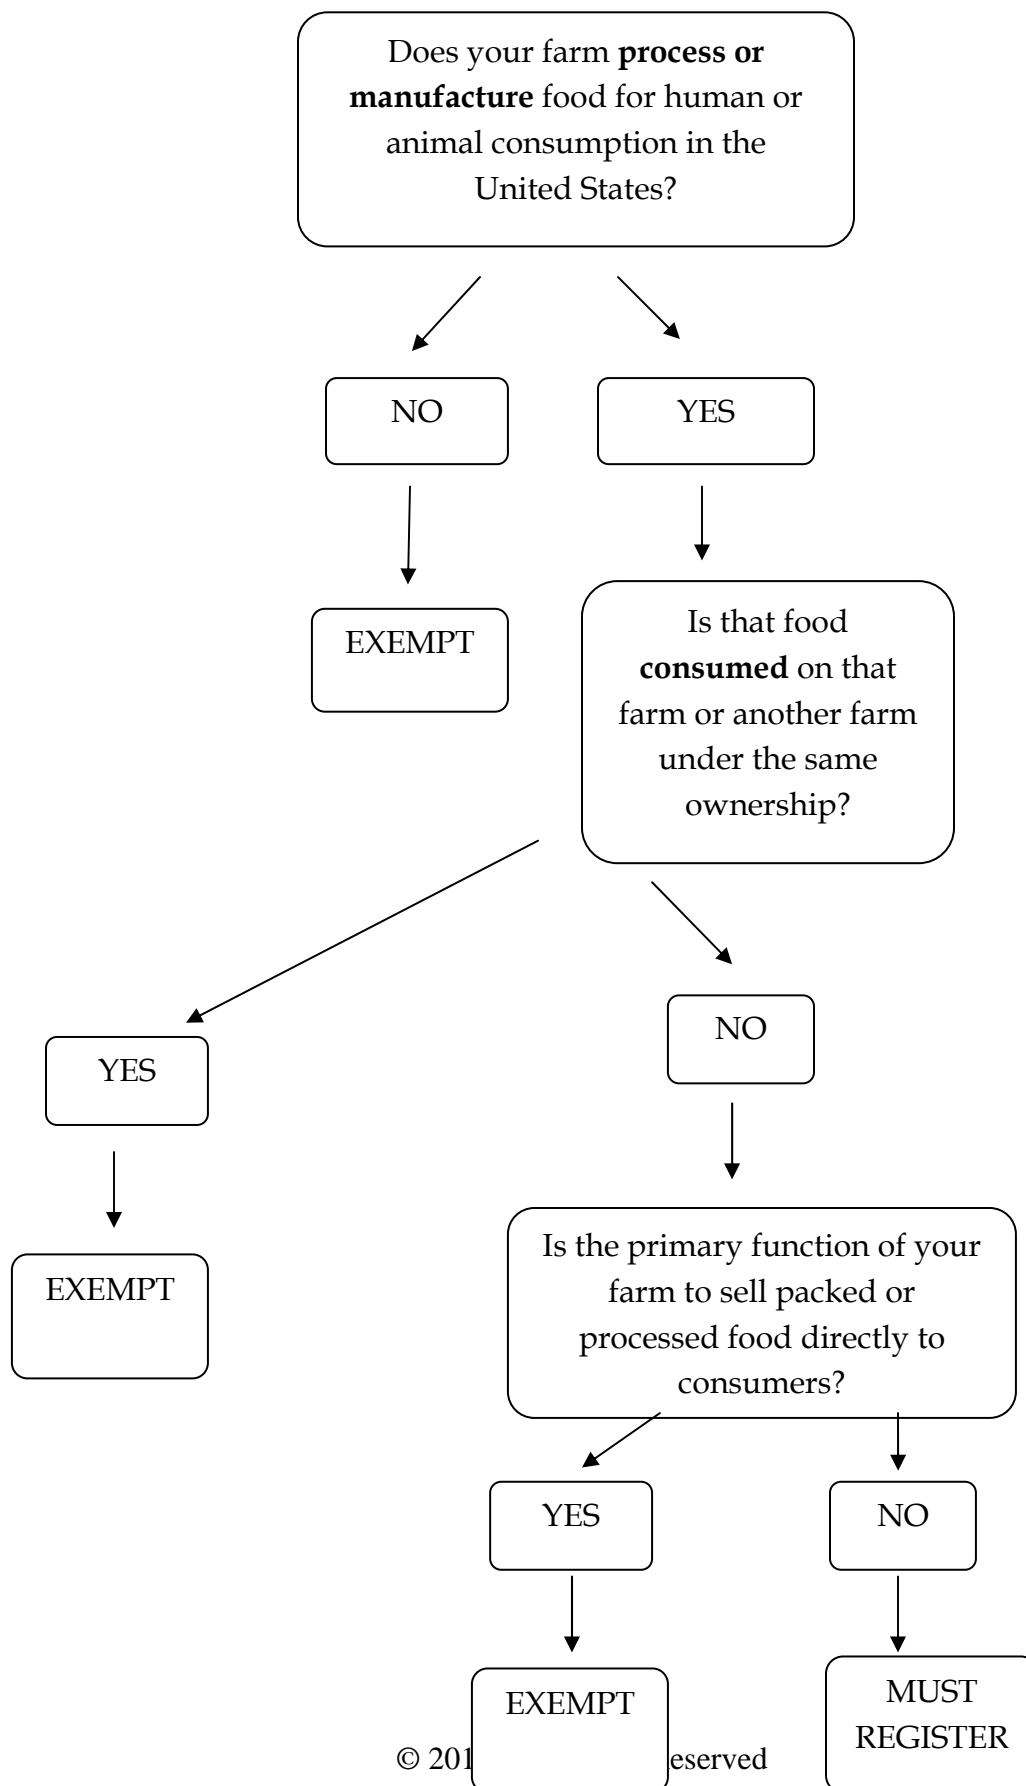 Does your farm process or
manufacture food for human or
animal consumption in the
United States?
NO
YES
EXEMPT
Is that food
consumed on that
farm or another farm
under the same
ownership?
YES
NO
EXEMPT
Is the primary function of your
farm to sell packed or
processed food directly to
consumers?
YES
NO
EXEMPT
MUST
REGISTER
©